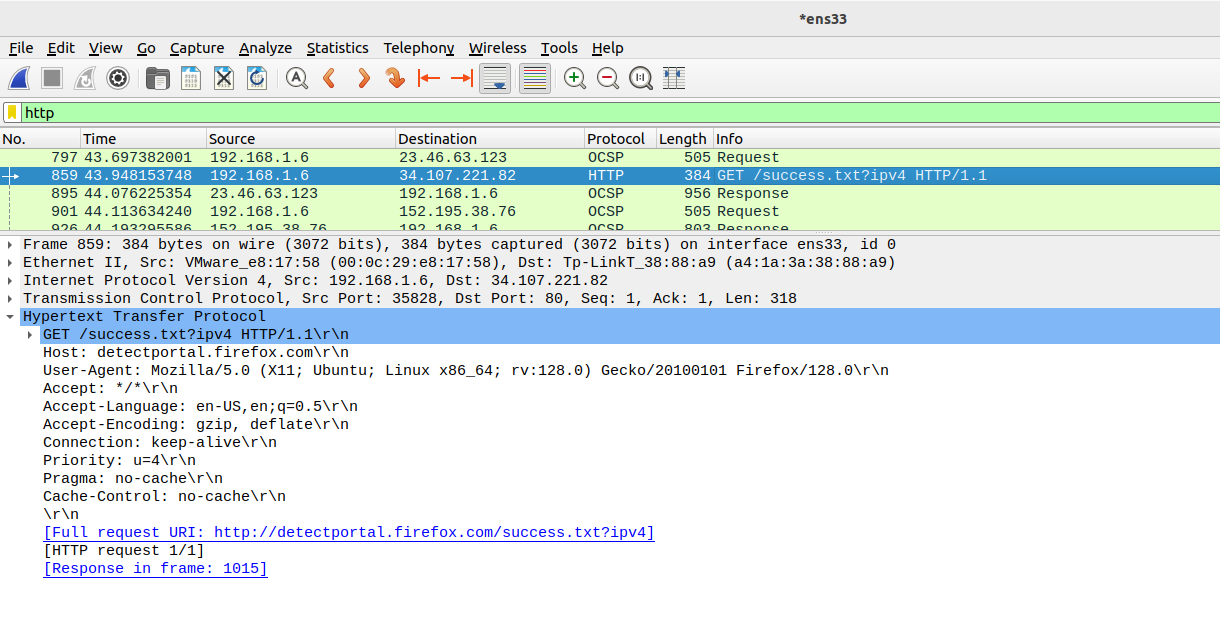 *ens33
File Edit View Go Capture Analyze Statistics Telephony Wireless Tools Help
http
No. Time Source Destination Protocol Length Info
797 43.697382001 192.168.1.6 23.46.63.123 OCSP 505 Request
859 43.948153748 192.168.1.6 34.107.221.82 HTTP 384 GET /success.txt?ipv4 HTTP/1.1
895 44.076225354 23.46.63.123 192.168.1.6 OCSP 956 Response
901 44.113634240 192.168.1.6 152.195.38.76 OCSP 505 Request
926 44.193295586 152.195.38.76 192.168.1.6 OCSP 803 Response
Frame 859: 384 bytes on wire (3072 bits), 384 bytes captured (3072 bits) on interface ens33, id 0
Ethernet II, Src: VMware_e8:17:58 (00:0c:29:e8:17:58), Dst: Tp-LinkT_38:88:a9 (a4:1a:3a:38:88:a9)
Internet Protocol Version 4, Src: 192.168.1.6, Dst: 34.107.221.82
Transmission Control Protocol, Src Port: 35828, Dst Port: 80, Seq: 1, Ack: 1, Len: 318
Hypertext Transfer Protocol
GET /success.txt?ipv4 HTTP/1.1\r\n
Host: detectportal.firefox.com\r\n
User-Agent: Mozilla/5.0 (X11; Ubuntu; Linux x86_64; rv:128.0) Gecko/20100101 Firefox/128.0\r\n
Accept: */*\r\n
Accept-Language: en-US,en;q=0.5\r\n
Accept-Encoding: gzip, deflate\r\n
Connection: keep-alive\r\n
Priority: u=4\r\n
Pragma: no-cache\r\n
Cache-Control: no-cache\r\n
\r\n
[Full request URI: http://detectportal.firefox.com/success.txt?ipv4]
[HTTP request 1/1]
[Response in frame: 1015]